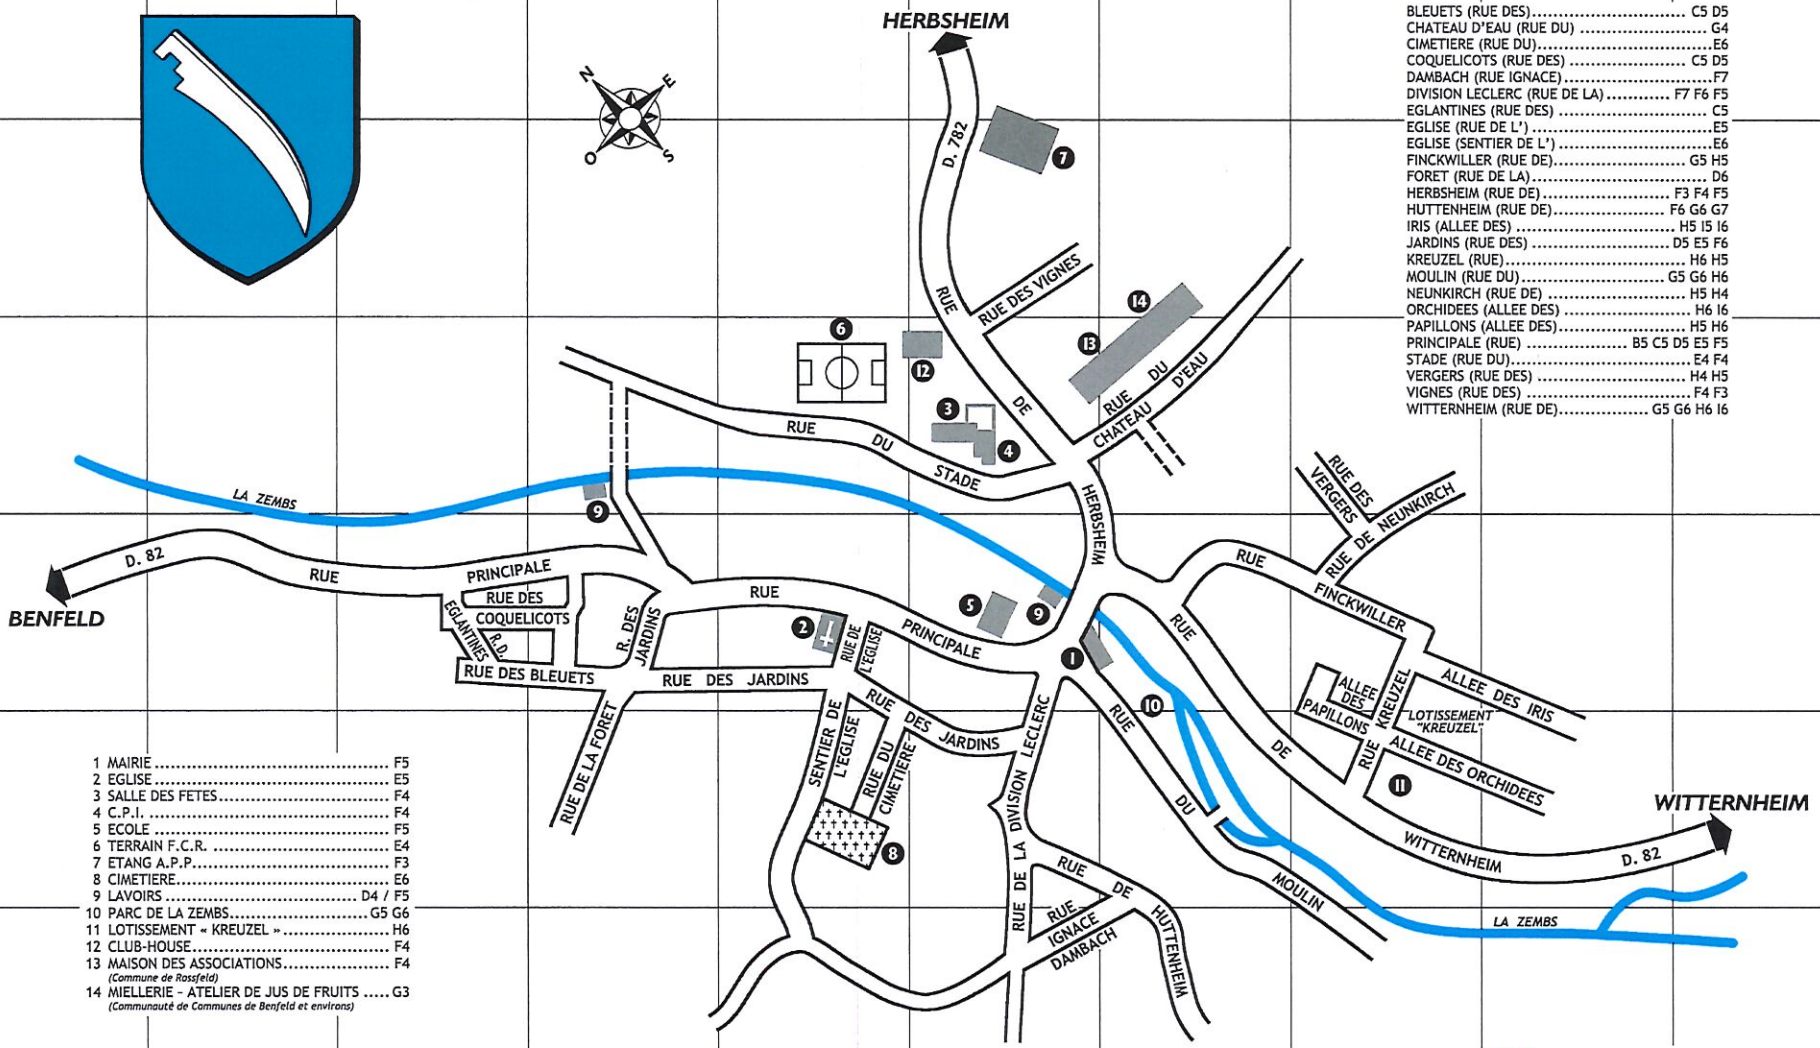 HERBSHEIM
N
E
O
S
BLEUETS (RUE DES) C5 D5
CHATEAU D'EAU (RUE DU) G4
CIMETIERE (RUE DU) E6
COQUELICOTS (RUE DES) C5 D5
DAMBACH (RUE IGNACE) F7
DIVISION LECLERC (RUE DE LA) F7 F6 F5
EGLANTINES (RUE DES) C5
EGLISE (RUE DE L') E5
EGLISE (SENTIER DE L') E6
FINCKWILLER (RUE DE) G5 H5
FORET (RUE DE LA) D6
HERBSHEIM (RUE DE) F3 F4 F5
HUTTENHEIM (RUE DE) F6 G6 G7
IRIS (ALLEE DES) H5 I5 I6
JARDINS (RUE DES) D5 E5 F6
KREUZEL (RUE) H6 H5
MOULIN (RUE DU) G5 G6 H6
NEUNKIRCH (RUE DE) H5 H4
ORCHIDEES (ALLEE DES) H6 I6
PAPILLONS (ALLEE DES) H5 H6
PRINCIPALE (RUE) B5 C5 D5 E5 F5
STADE (RUE DU) E4 F4
VERGERS (RUE DES) H4 H5
VIGNES (RUE DES) F4 F3
WITTERNHEIM (RUE DE) G5 G6 H6 I6
D. 782
7
RUE DES VIGNES
RUE
DE
HERBSHEIM
14
13
6
12
3
4
RUE DU
CHATEAU D'EAU
RUE DU STADE
LA ZEMBS
9
RUE DES
VERGERS
RUE DE NEUNKIRCH
D. 82
BENFELD
RUE PRINCIPALE
RUE DES
COQUELICOTS
EGLANTINES
R.D.
RUE DES BLEUETS
R. DES
JARDINS
RUE PRINCIPALE
5
9
2
RUE DE
L'EGLISE
1
RUE FINCKWILLER
RUE DES JARDINS
RUE DES JARDINS
ALLEE
DES
PAPILLONS
RUE KREUZEL
ALLEE DES IRIS
LOTISSEMENT
"KREUZEL"
ALLEE DES ORCHIDEES
11
10
RUE DE WITTERNHEIM
D. 82
WITTERNHEIM
RUE DE LA FORET
SENTIER DE
L'EGLISE
RUE DU
CIMETIERE
8
RUE DE LA DIVISION LECLERC
RUE DU MOULIN
RUE DE HUTTENHEIM
RUE
IGNACE
DAMBACH
LA ZEMBS
1 MAIRIE F5
2 EGLISE E5
3 SALLE DES FETES F4
4 C.P.I. F4
5 ECOLE F5
6 TERRAIN F.C.R. E4
7 ETANG A.P.P. F3
8 CIMETIERE E6
9 LAVOIRS D4 / F5
10 PARC DE LA ZEMBS G5 G6
11 LOTISSEMENT « KREUZEL » H6
12 CLUB-HOUSE F4
13 MAISON DES ASSOCIATIONS F4
(Commune de Rossfeld)
14 MIELLERIE - ATELIER DE JUS DE FRUITS G3
(Communauté de Communes de Benfeld et environs)